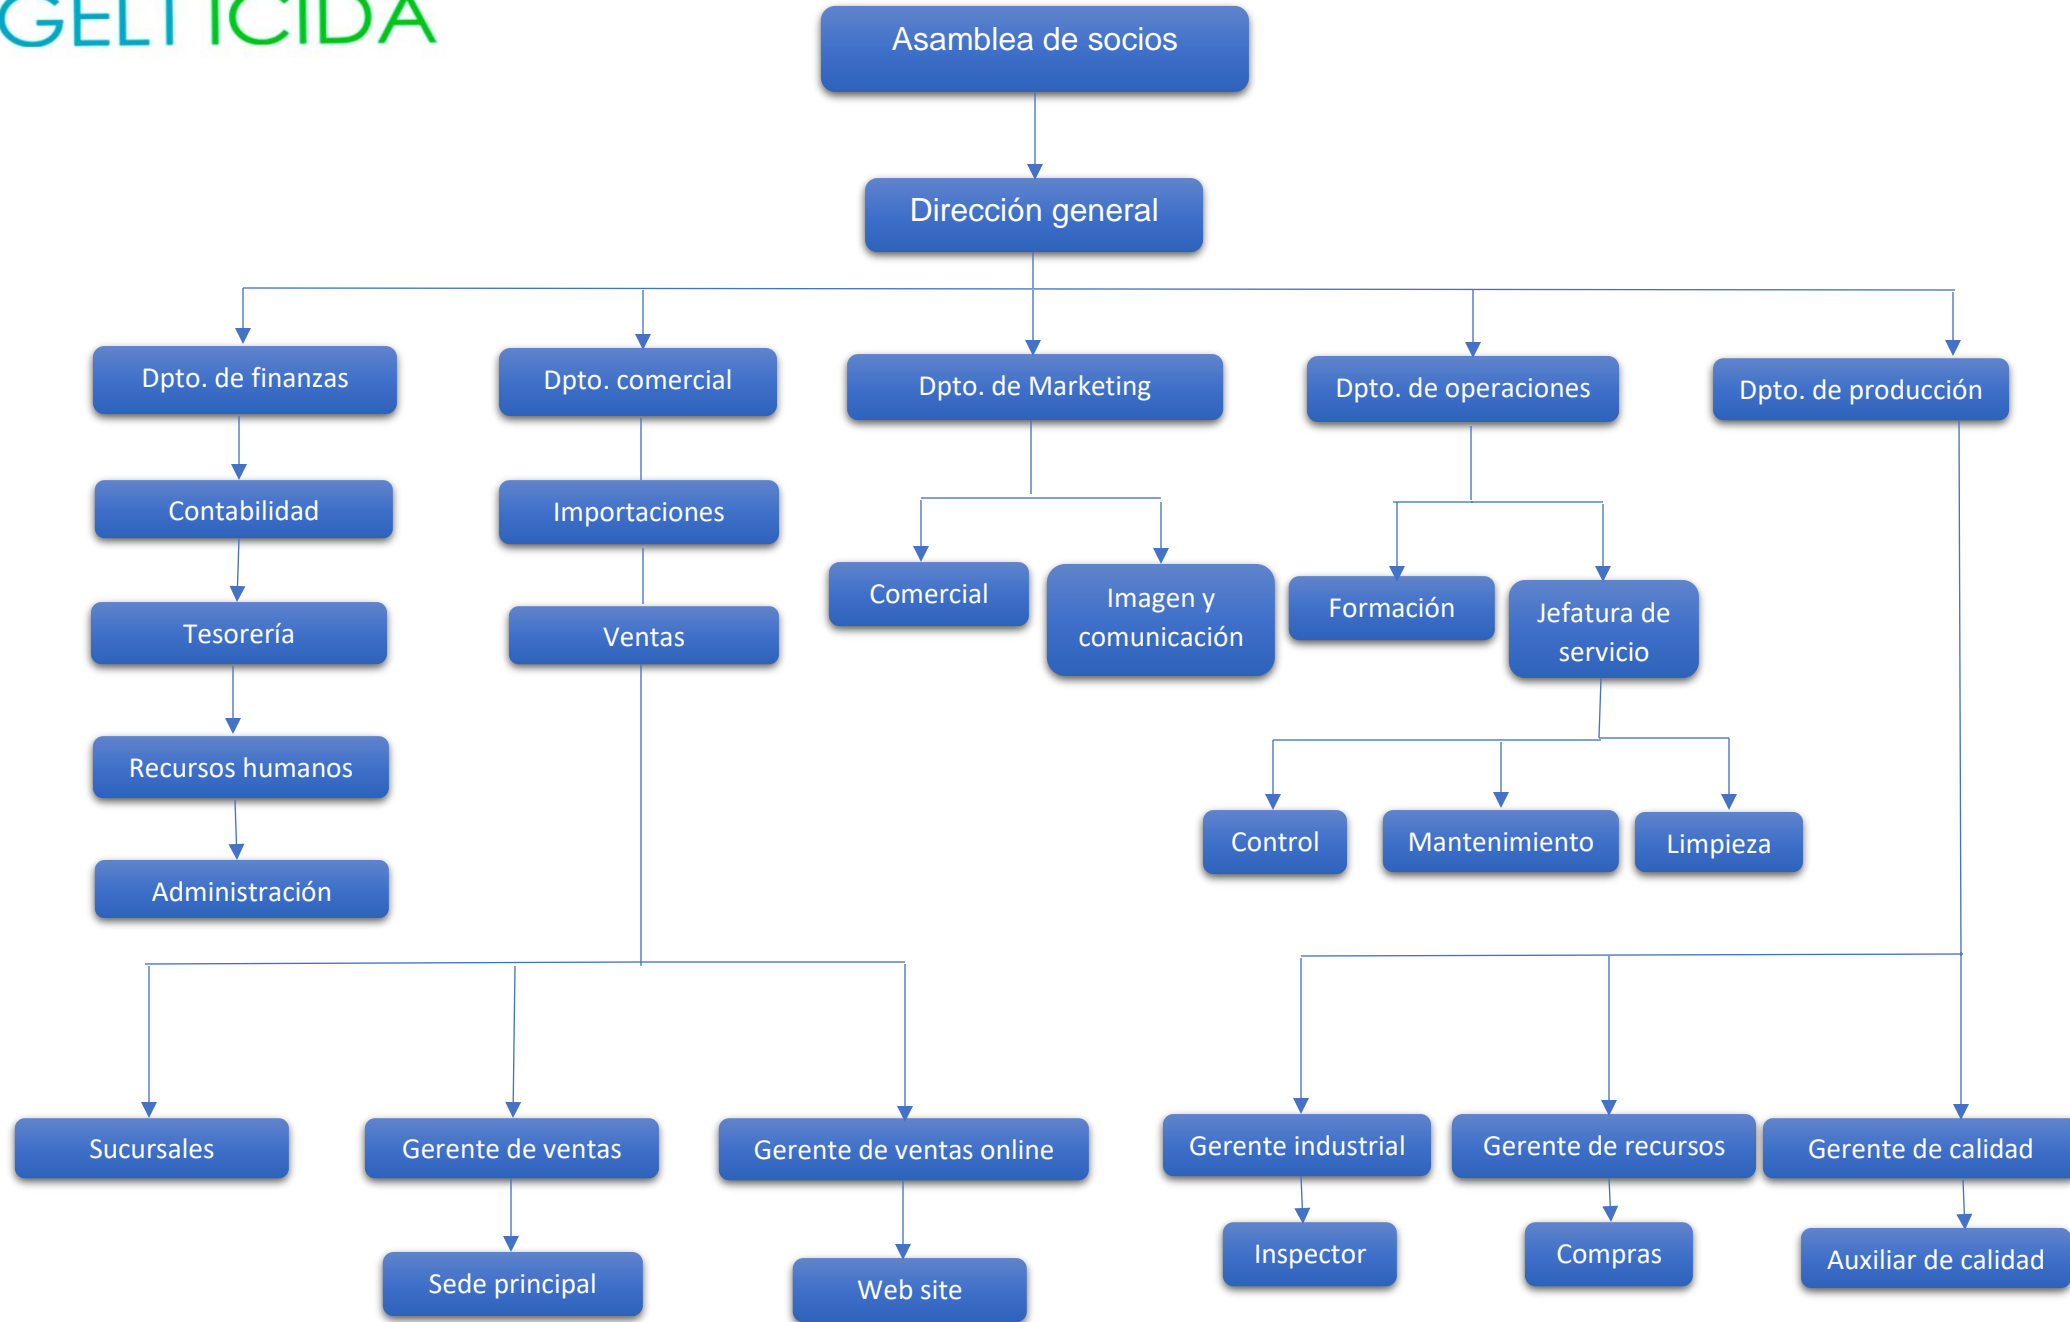 GELTICIDA
Asamblea de socios
Dirección general
Dpto. de finanzas
Dpto. comercial
Dpto. de Marketing
Dpto. de operaciones
Dpto. de producción
Contabilidad
Importaciones
Comercial
Imagen y
comunicación
Formación
Jefatura de
servicio
Tesorería
Ventas
Recursos humanos
Control
Mantenimiento
Limpieza
Administración
Sucursales
Gerente de ventas
Gerente de ventas online
Gerente industrial
Gerente de recursos
Gerente de calidad
Sede principal
Web site
Inspector
Compras
Auxiliar de calidad